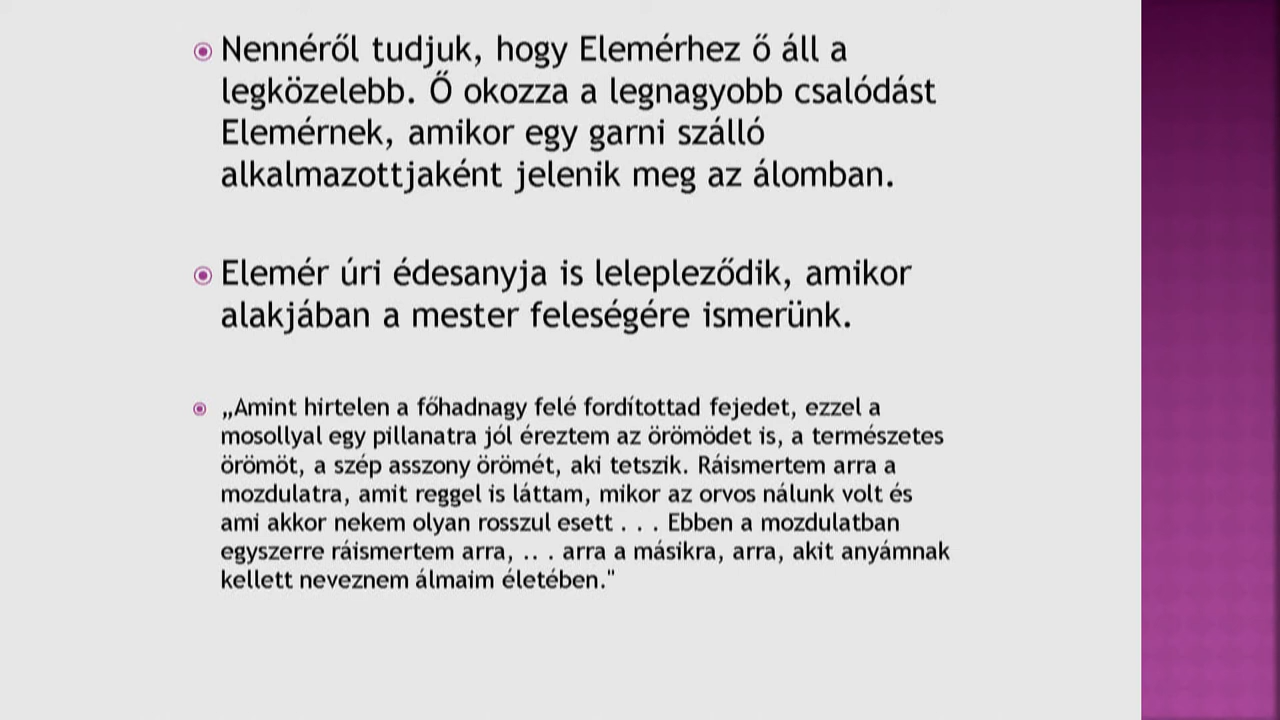 Nennéről tudjuk, hogy Elemérhez ő áll a
legközelebb. Ő okozza a legnagyobb csalódást
Elemérnek, amikor egy garni szálló
alkalmazottjaként jelenik meg az álomban.
Elemér úri édesanyja is lelepleződik, amikor
alakjában a mester feleségére ismerünk.
„Amint hirtelen a főhadnagy felé fordítottad fejedet, ezzel a
mosollyal egy pillanatra jól éreztem az örömödet is, a természetes
örömöt, a szép asszony örömét, aki tetszik. Ráismertem arra a
mozdulatra, amit reggel is láttam, mikor az orvos nálunk volt és
ami akkor nekem olyan rosszul esett . . . Ebben a mozdulatban
egyszerre ráismertem arra, .. . arra a másikra, arra, akit anyámnak
kellett neveznem álmaim életében."